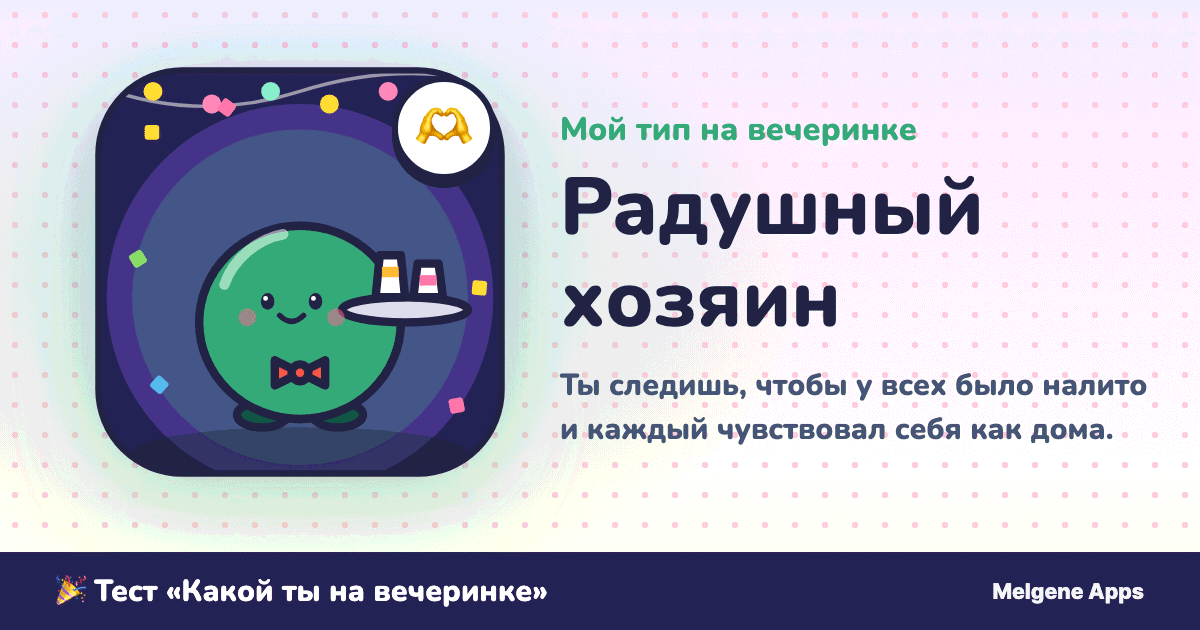 Мой тип на вечеринке
Радушный
хозяин
Ты следишь, чтобы у всех было налито
и каждый чувствовал себя как дома.
Тест «Какой ты на вечеринке»
Melgene Apps